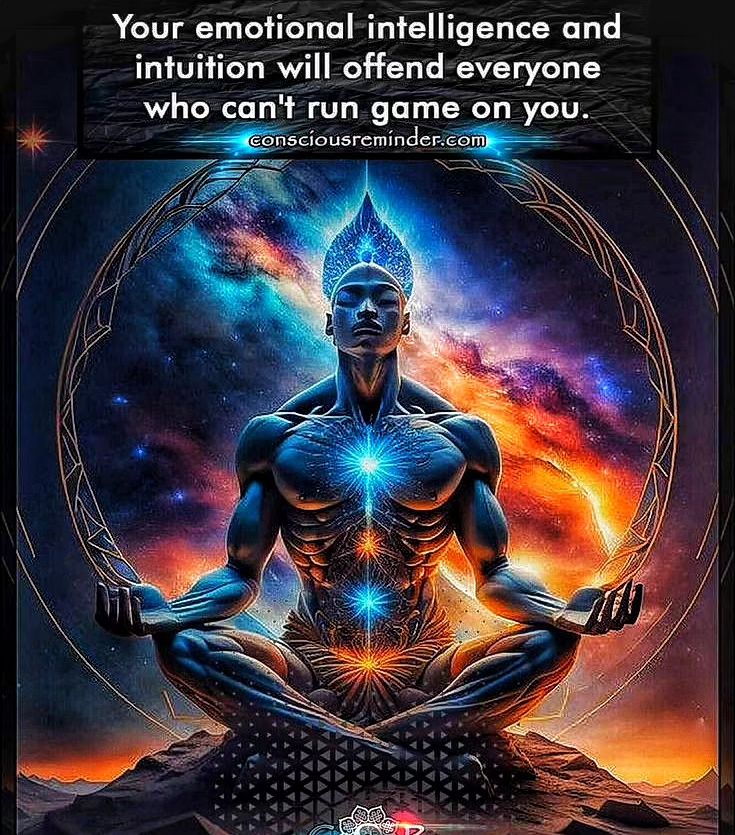 Your emotional intelligence and
intuition will offend everyone
who can't run game on you.
consciousreminder.com